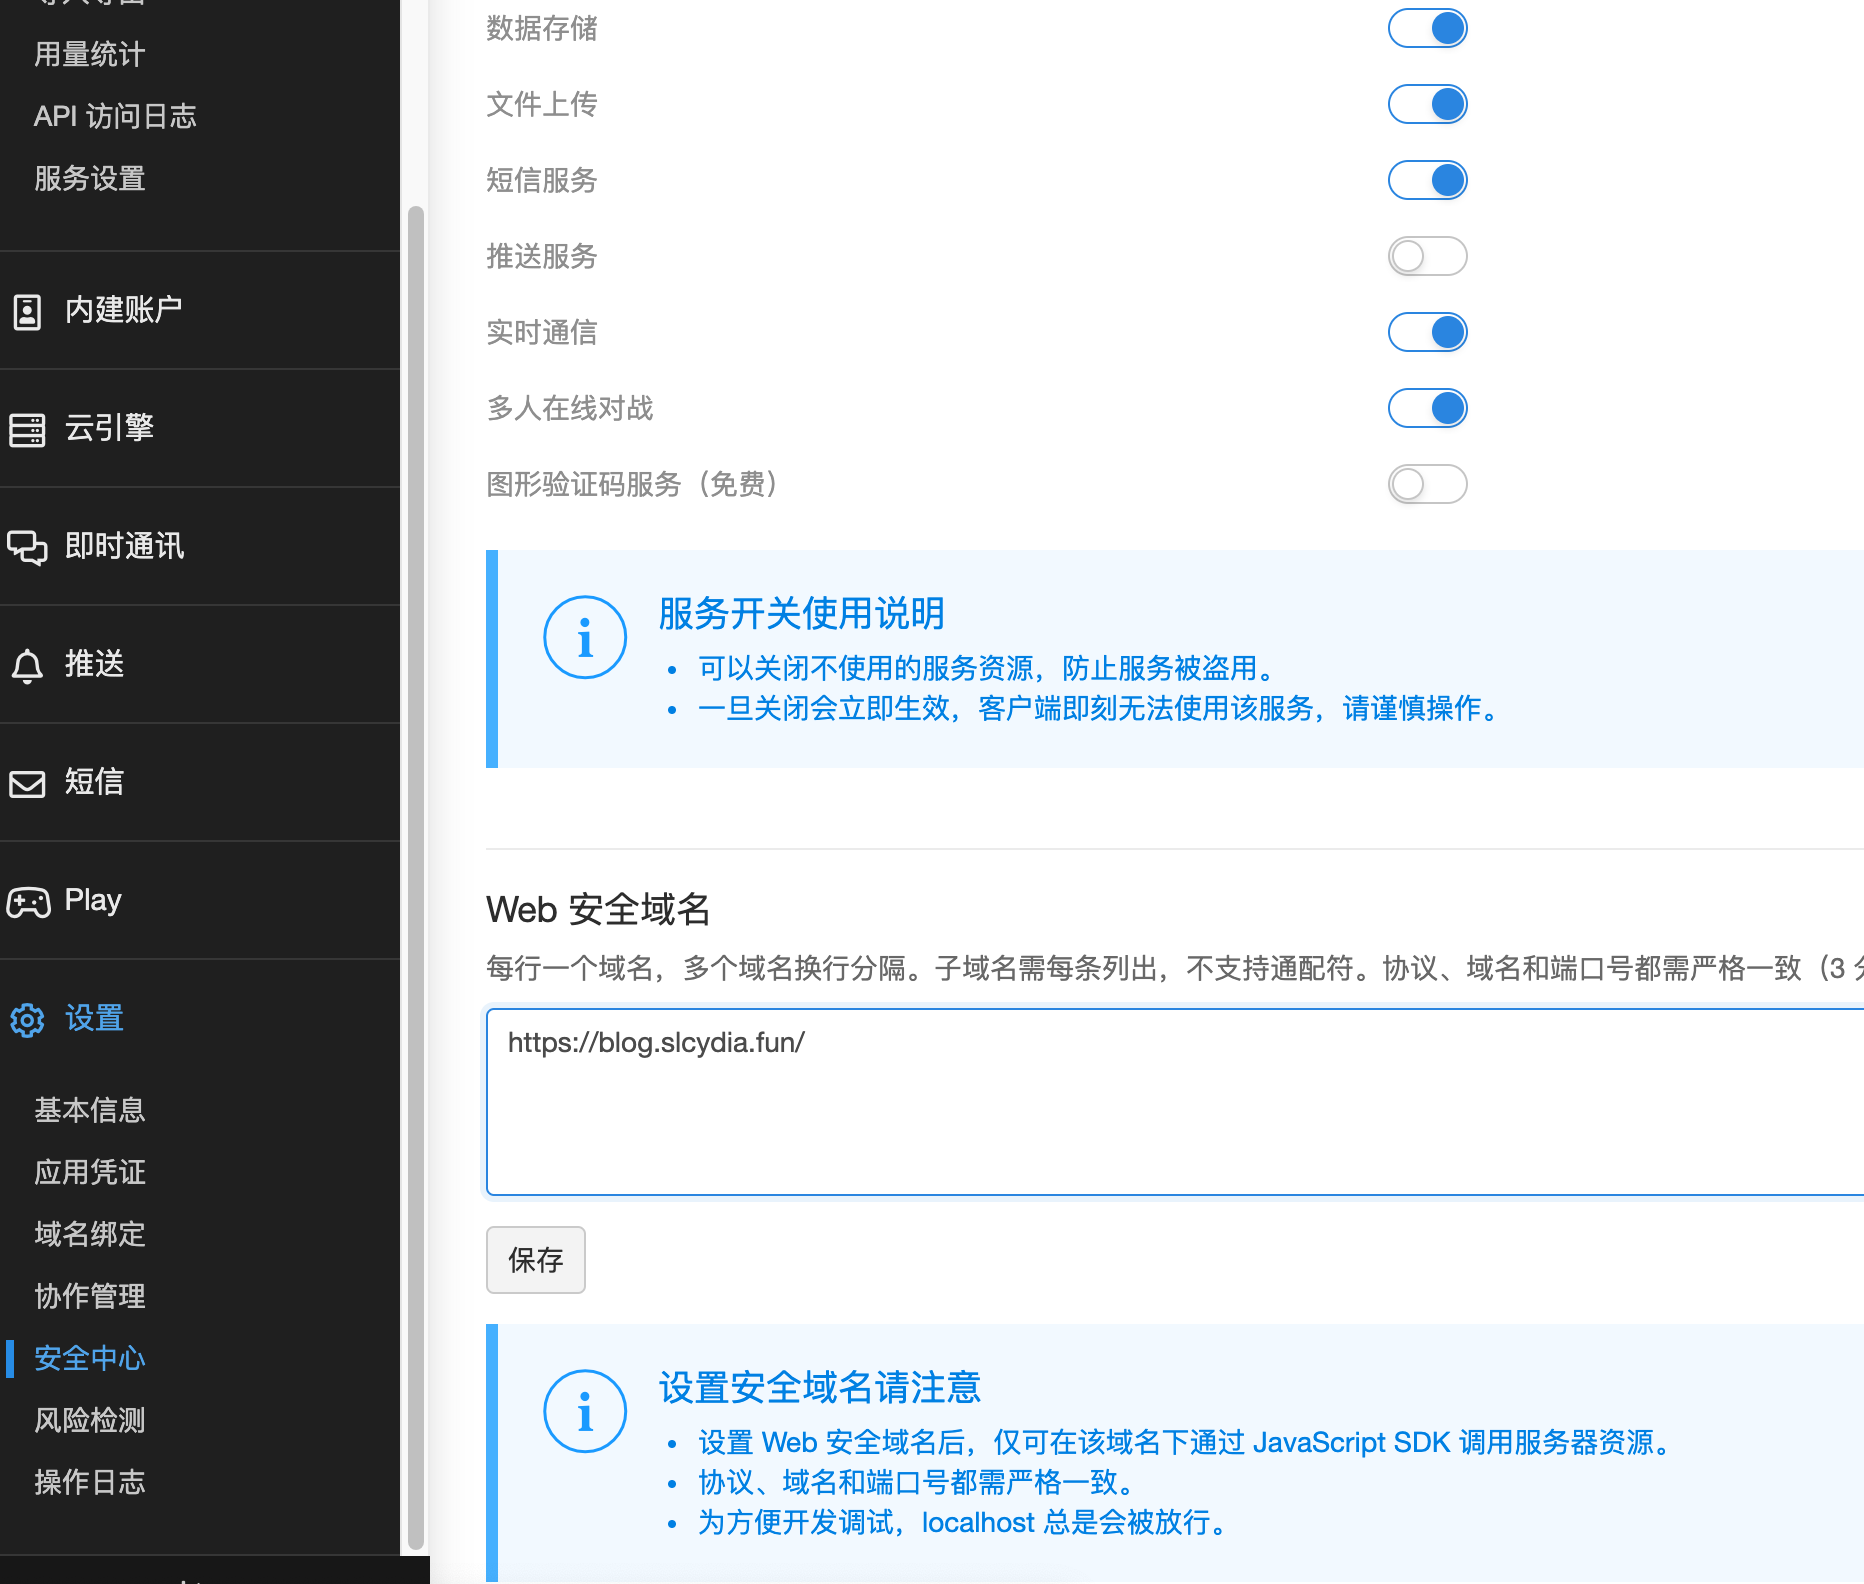 用量统计
API 访问日志
服务设置
内建账户
云引擎
即时通讯
推送
短信
Play
设置
基本信息
应用凭证
域名绑定
协作管理
安全中心
风险检测
操作日志
数据存储
文件上传
短信服务
推送服务
实时通信
多人在线对战
图形验证码服务（免费）
服务开关使用说明
• 可以关闭不使用的服务资源，防止服务被盗用。
• 一旦关闭会立即生效，客户端即刻无法使用该服务，请谨慎操作。
Web 安全域名
每行一个域名，多个域名换行分隔。子域名需每条列出，不支持通配符。协议、域名和端口号都需严格一致（3
https://blog.slcydia.fun/
保存
设置安全域名请注意
• 设置 Web 安全域名后，仅可在该域名下通过 JavaScript SDK 调用服务器资源。
• 协议、域名和端口号都需严格一致。
• 为方便开发调试，localhost 总是会被放行。